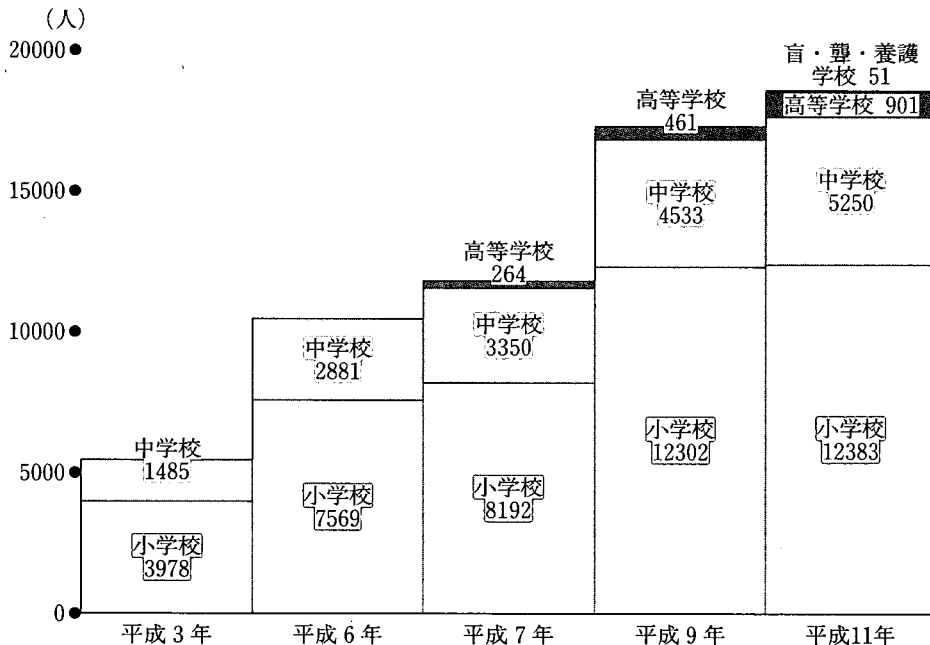 （人）
20000
15000
10000
5000
0
中学校
1485
小学校
3978
平成3年
中学校
2881
小学校
7569
平成6年
高等学校
264
中学校
3350
小学校
8192
平成7年
高等学校
461
中学校
4533
小学校
12302
平成9年
盲・聾・養護
学校 51
高等学校 901
中学校
5250
小学校
12383
平成11年